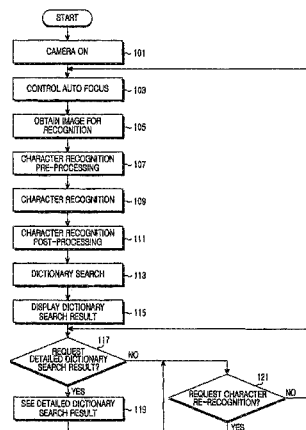 START
CAMERA ON
101
CONTROL AUTO FOCUS
103
OBTAIN IMAGE FOR
RECOGNITION
105
CHARACTER RECOGNITION
PRE-PROCESSING
107
CHARACTER RECOGNITION
109
CHARACTER RECOGNITION
POST-PROCESSING
111
DICTIONARY SEARCH
113
DISPLAY DICTIONARY
SEARCH RESULT
115
117
REQUEST
DETAILED DICTIONARY
SEARCH RESULT?
NO
121
REQUEST CHARACTER
RE-RECOGNITION?
NO
YES
SEE DETAILED DICTIONARY
SEARCH RESULT
119
YES